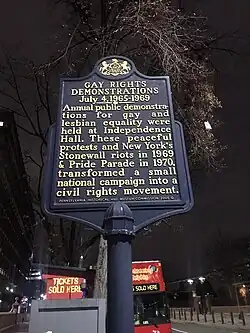 GAY RIGHTS
DEMONSTRATIONS
July 4, 1965-1969
Annual public demonstra-
tions for gay and
lesbian equality were
held at Independence
Hall. These peaceful
protests and New York's
Stonewall riots in 1969
& Pride Parade in 1970,
transformed a small
national campaign into a
civil rights movement.
PENNSYLVANIA HISTORICAL AND MUSEUM COMMISSION
TICKETS
SOLD HERE
SOLD HERE